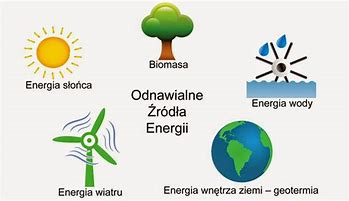 Biomasa
Energia słońca
Odnawialne
Źródła
Energii
Energia wody
Energia wiatru
Energia wnętrza ziemi – geotermia